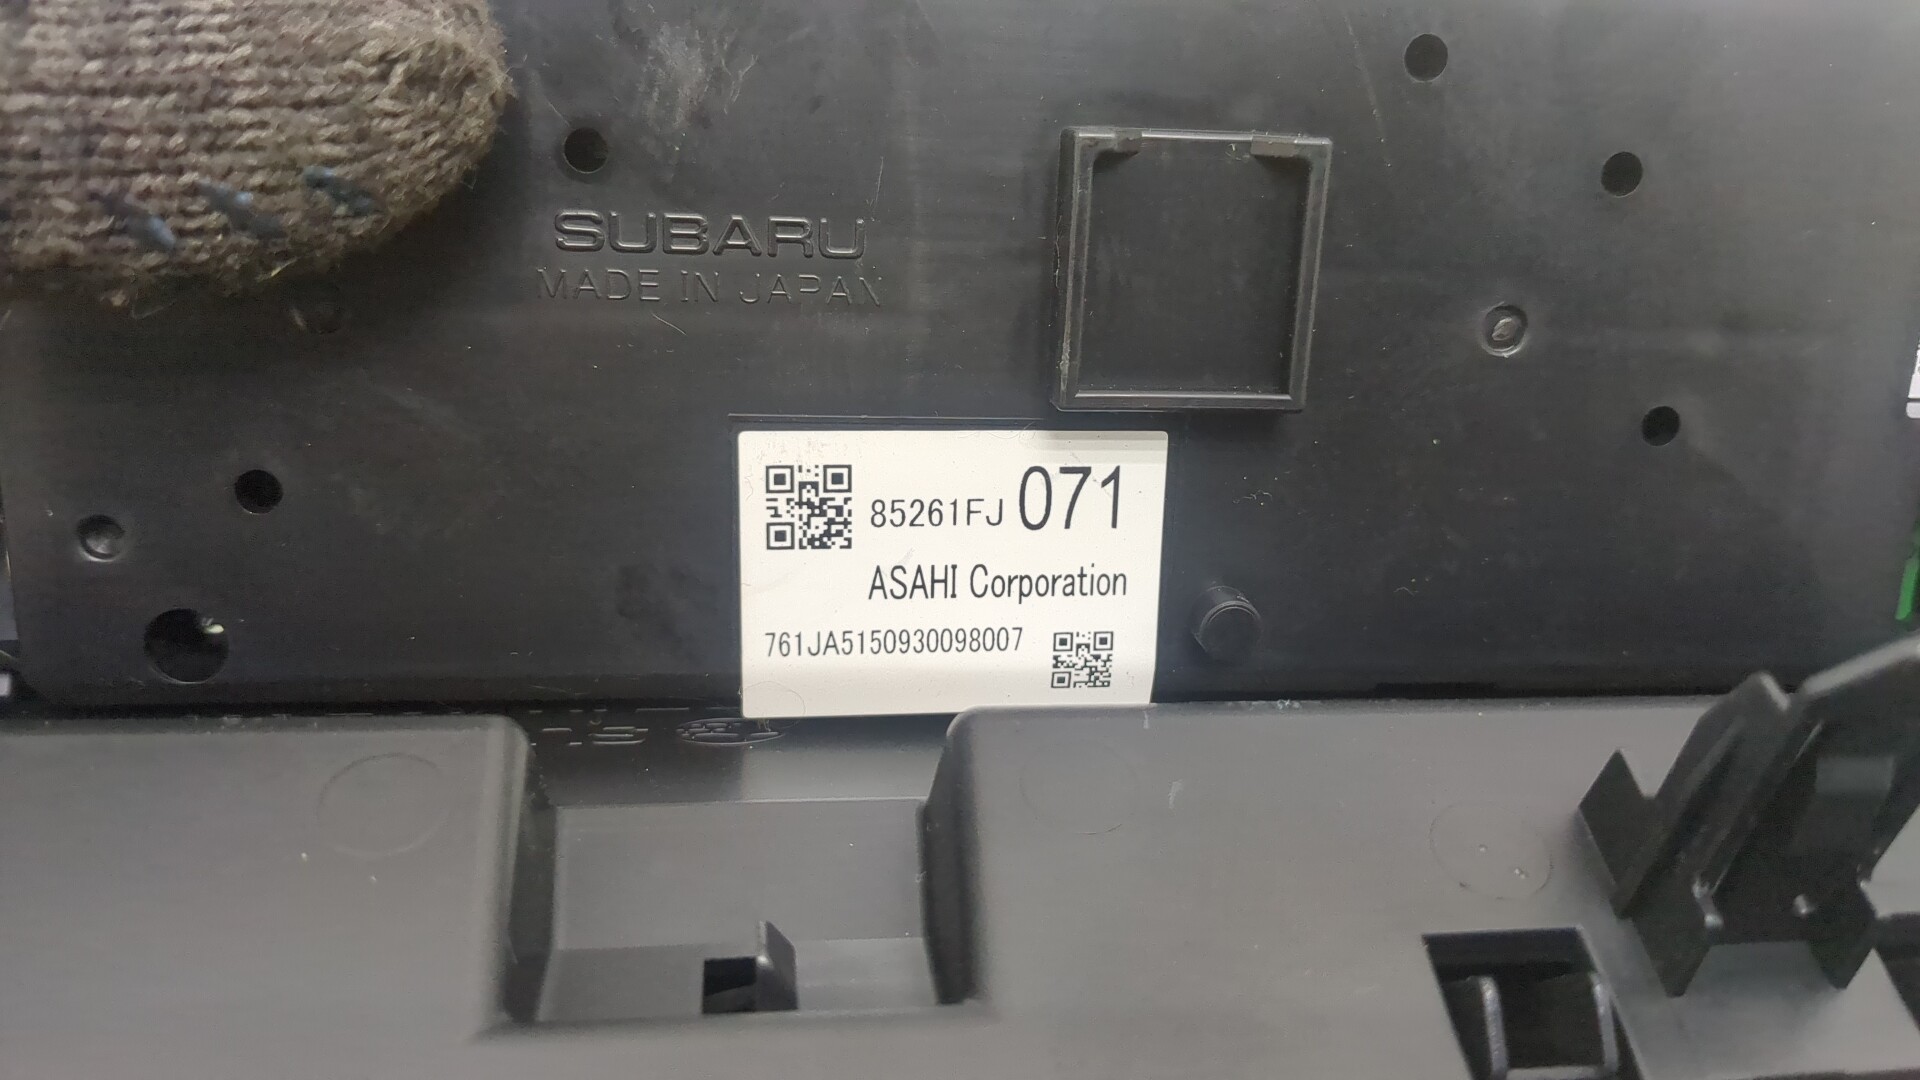 SUBARU
MADE IN JAPAN
85261FJ 071
ASAHI Corporation
761JA5150930098007